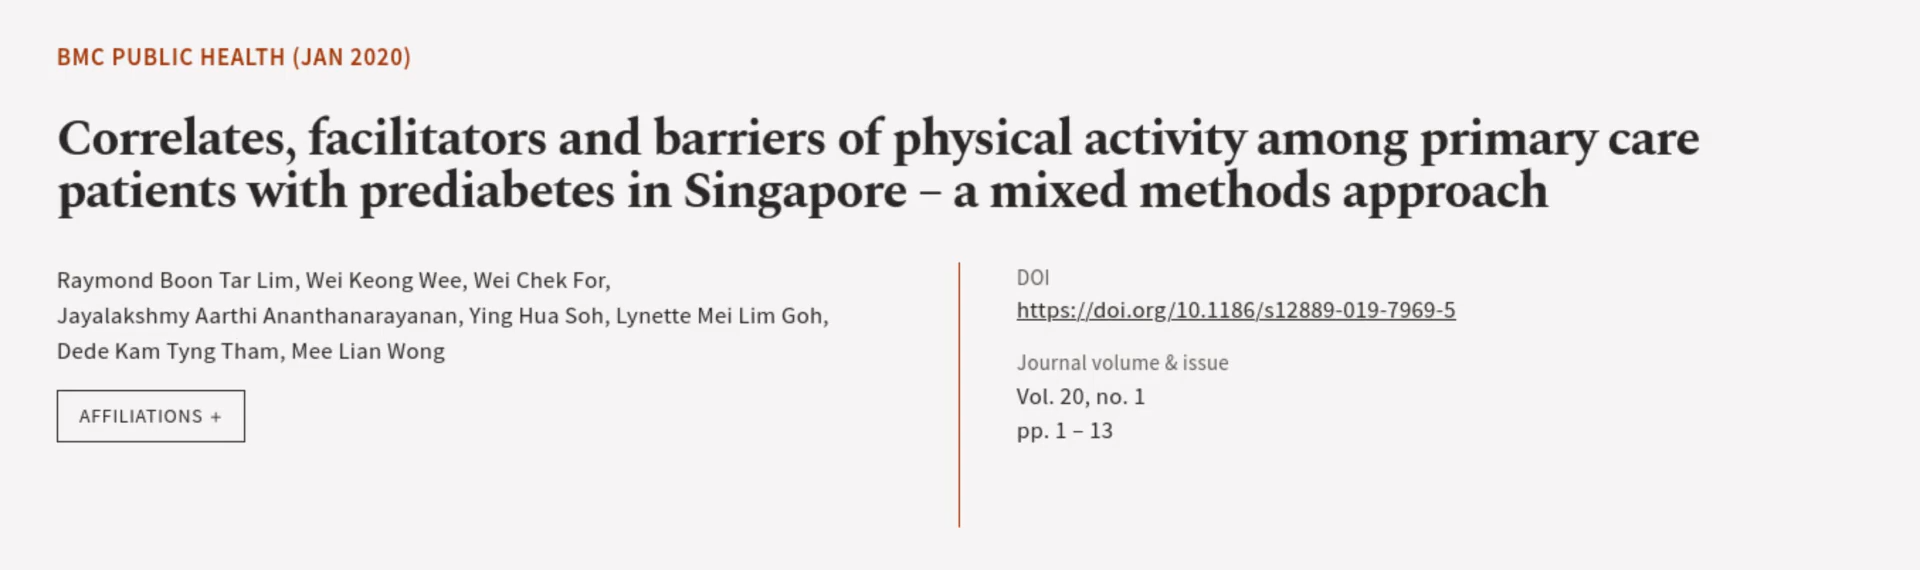 BMC PUBLIC HEALTH (JAN 2020)
Correlates, facilitators and barriers of physical activity among primary care
patients with prediabetes in Singapore – a mixed methods approach
Raymond Boon Tar Lim, Wei Keong Wee, Wei Chek For,
Jayalakshmy Aarthi Ananthanarayanan, Ying Hua Soh, Lynette Mei Lim Goh,
Dede Kam Tyng Tham, Mee Lian Wong
AFFILIATIONS +
DOI
https://doi.org/10.1186/s12889-019-7969-5
Journal volume & issue
Vol. 20, no. 1
pp. 1 – 13